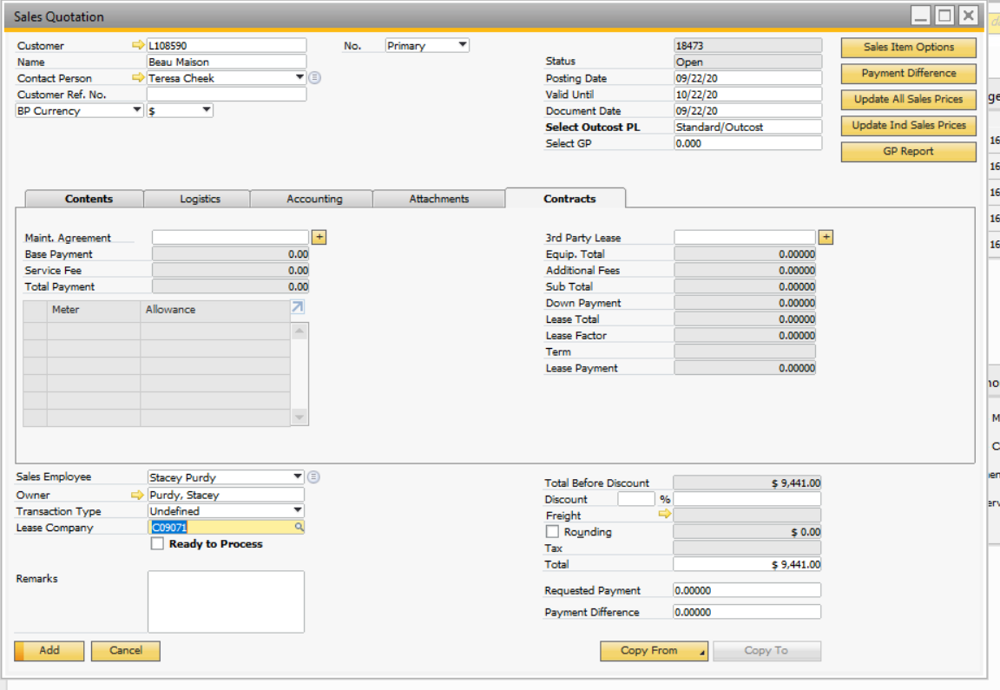 Sales Quotation
Customer L108590 No. Primary 18473 Sales Item Options
Name Beau Maison Status Open
Contact Person Teresa Cheek Posting Date 09/22/20 Payment Difference
Customer Ref. No. Valid Until 10/22/20 Update All Sales Prices
BP Currency $ Document Date 09/22/20
Select Outcost PL Standard/Outcost Update Ind Sales Prices
Select GP 0.000 GP Report
Contents Logistics Accounting Attachments Contracts
Maint. Agreement + 3rd Party Lease +
Base Payment 0.00 Equip. Total 0.00000
Service Fee 0.00 Additional Fees 0.00000
Total Payment 0.00 Sub Total 0.00000
Meter Allowance Down Payment 0.00000
Lease Total 0.00000
Lease Factor 0.00000
Term
Lease Payment 0.00000
Sales Employee Stacey Purdy Total Before Discount $ 9,441.00
Owner Purdy, Stacey Discount %
Transaction Type Undefined Freight
Lease Company C09071 Rounding $ 0.00
Ready to Process Tax
Total $ 9,441.00
Remarks
Requested Payment 0.00000
Payment Difference 0.00000
Add Cancel Copy From Copy To
16
16
16
16
16